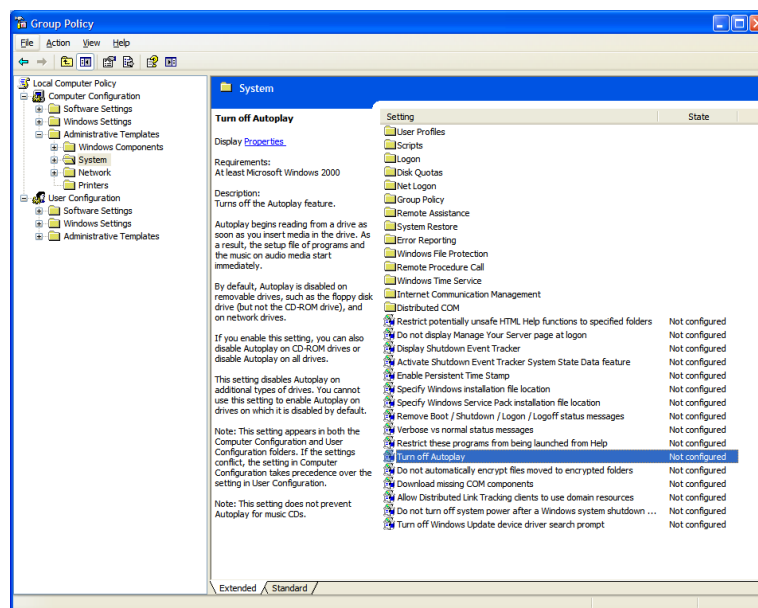 Group Policy
File Action View Help
Local Computer Policy
Computer Configuration
Software Settings
Windows Settings
Administrative Templates
Windows Components
System
Network
Printers
User Configuration
Software Settings
Windows Settings
Administrative Templates
System
Turn off Autoplay
Display Properties
Requirements:
At least Microsoft Windows 2000
Description:
Turns off the Autoplay feature.
Autoplay begins reading from a drive as
soon as you insert media in the drive. As
a result, the setup file of programs and
the music on audio media start
immediately.
By default, Autoplay is disabled on
removable drives, such as the floppy disk
drive (but not the CD-ROM drive), and
on network drives.
If you enable this setting, you can also
disable Autoplay on CD-ROM drives or
disable Autoplay on all drives.
This setting disables Autoplay on
additional types of drives. You cannot
use this setting to enable Autoplay on
drives on which it is disabled by default.
Note: This setting appears in both the
Computer Configuration and User
Configuration folders. If the settings
conflict, the setting in Computer
Configuration takes precedence over the
setting in User Configuration.
Note: This setting does not prevent
Autoplay for music CDs.
Setting State
User Profiles
Scripts
Logon
Disk Quotas
Net Logon
Group Policy
Remote Assistance
System Restore
Error Reporting
Windows File Protection
Remote Procedure Call
Windows Time Service
Internet Communication Management
Distributed COM
Restrict potentially unsafe HTML Help functions to specified folders Not configured
Do not display Manage Your Server page at logon Not configured
Display Shutdown Event Tracker Not configured
Activate Shutdown Event Tracker System State Data feature Not configured
Enable Persistent Time Stamp Not configured
Specify Windows installation file location Not configured
Specify Windows Service Pack installation file location Not configured
Remove Boot / Shutdown / Logon / Logoff status messages Not configured
Verbose vs normal status messages Not configured
Restrict these programs from being launched from Help Not configured
Turn off Autoplay Not configured
Do not automatically encrypt files moved to encrypted folders Not configured
Download missing COM components Not configured
Allow Distributed Link Tracking clients to use domain resources Not configured
Do not turn off system power after a Windows system shutdown ... Not configured
Turn off Windows Update device driver search prompt Not configured
Extended Standard